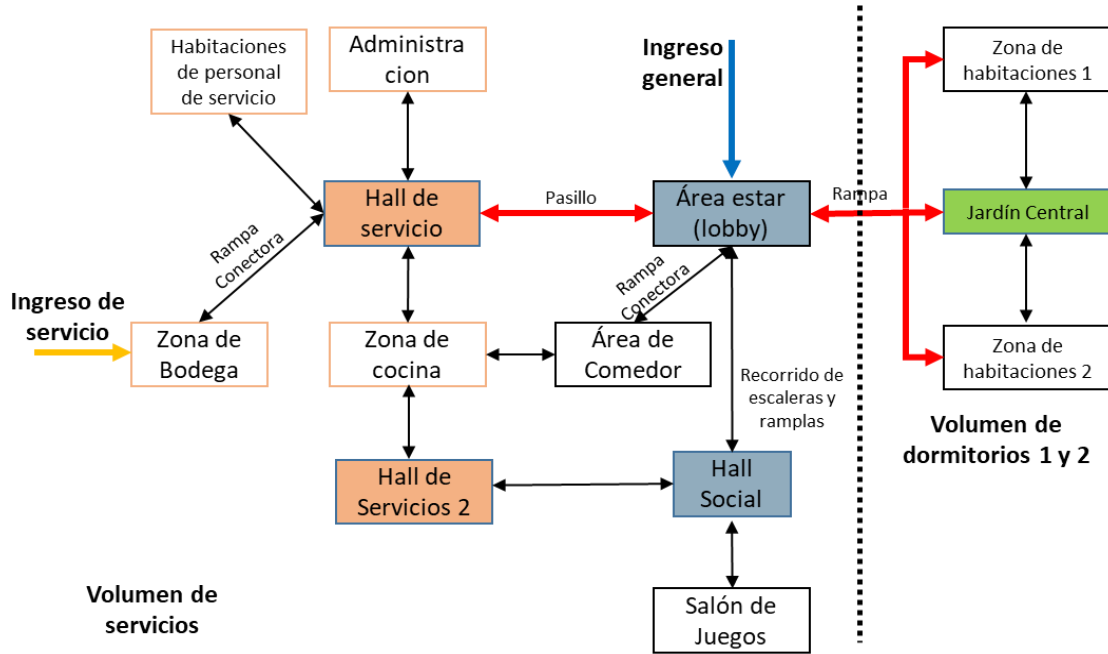 Habitaciones
de personal
de servicio
Administra
cion
Ingreso
general
Zona de
habitaciones 1
Hall de
servicio
Pasillo
Área estar
(lobby)
Rampa
Jardín Central
Rampa
Conectora
Rampa
Conectora
Ingreso de
servicio
Zona de
Bodega
Zona de
cocina
Área de
Comedor
Recorrido de
escaleras y
ramplas
Zona de
habitaciones 2
Volumen de
dormitorios 1 y 2
Hall de
Servicios 2
Hall
Social
Salón de
Juegos
Volumen de
servicios